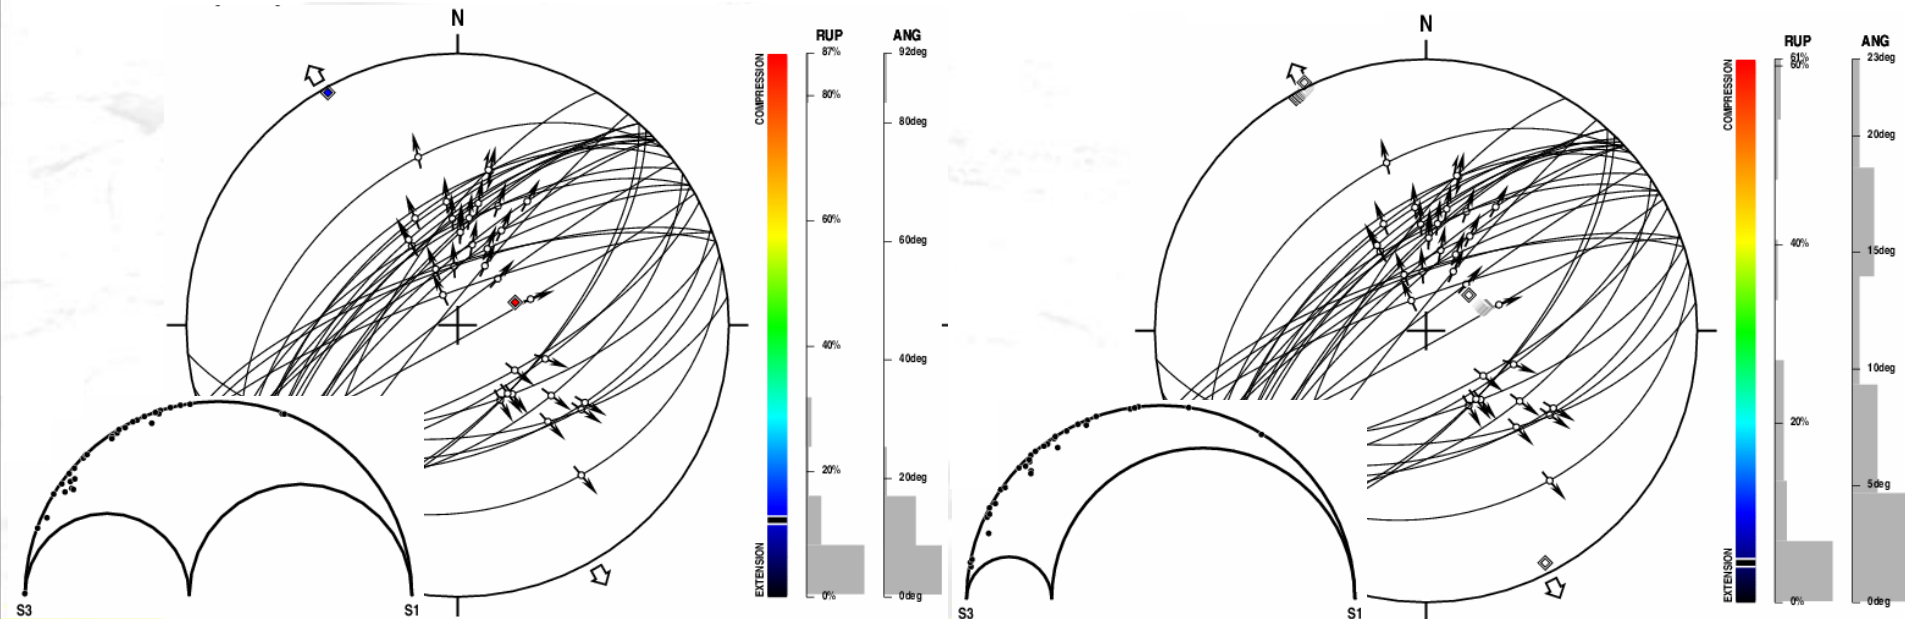 N
RUP
ANG
COMPRESSION
EXTENSION
87%
80%
60%
40%
20%
0%
92deg
80deg
60deg
40deg
20deg
0deg
S3
S1
N
RUP
ANG
COMPRESSION
EXTENSION
61%
60%
40%
20%
0%
23deg
20deg
15deg
10deg
5deg
0deg
S3
S1